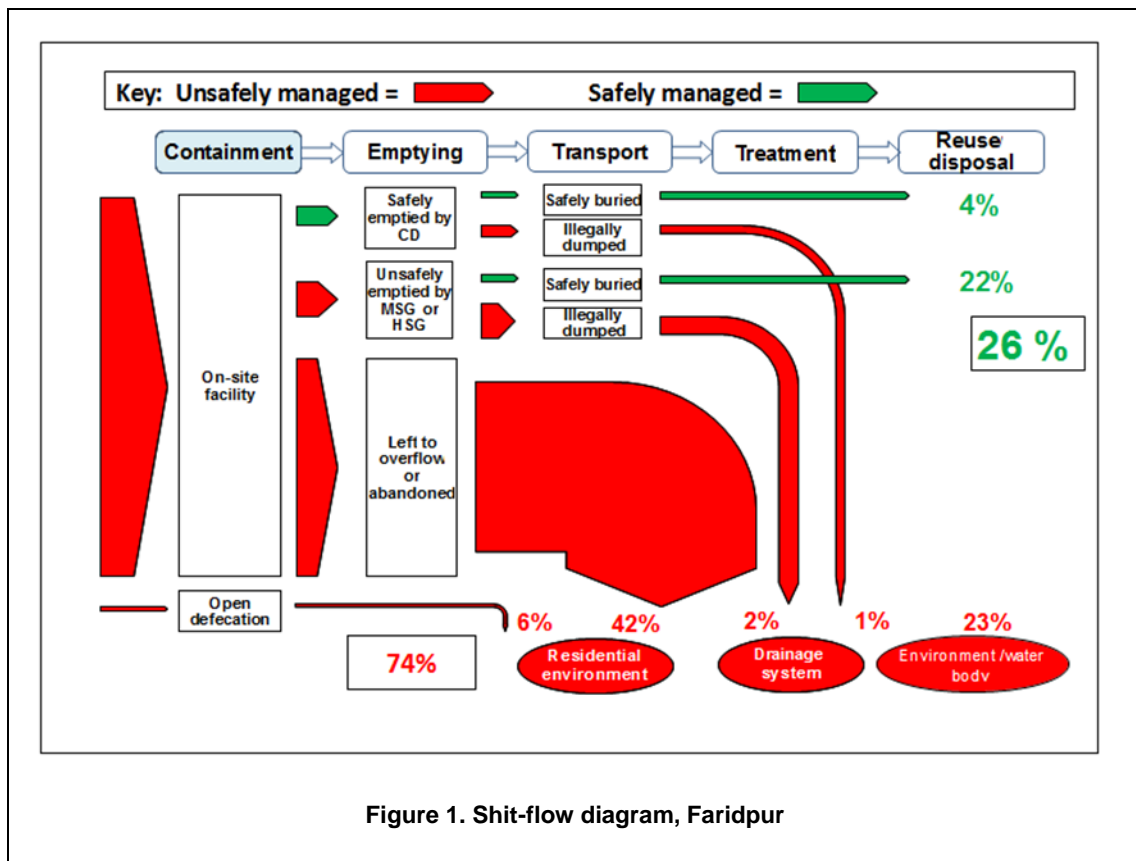 Key: Unsafely managed =
Safely managed =
Containment
Emptying
Transport
Treatment
Reuse/
disposal
Safely
emptied by
CD
Safely buried
4%
Illegally
dumped
Unsafely
emptied by
MSG or
HSG
Safely buried
22%
Illegally
dumped
26 %
On-site
facility
Left to
overflow
or
abandoned
Open
defecation
6%
42%
2%
1%
23%
74%
Residential
environment
Drainage
system
Environment /water
body
Figure 1. Shit-flow diagram, Faridpur